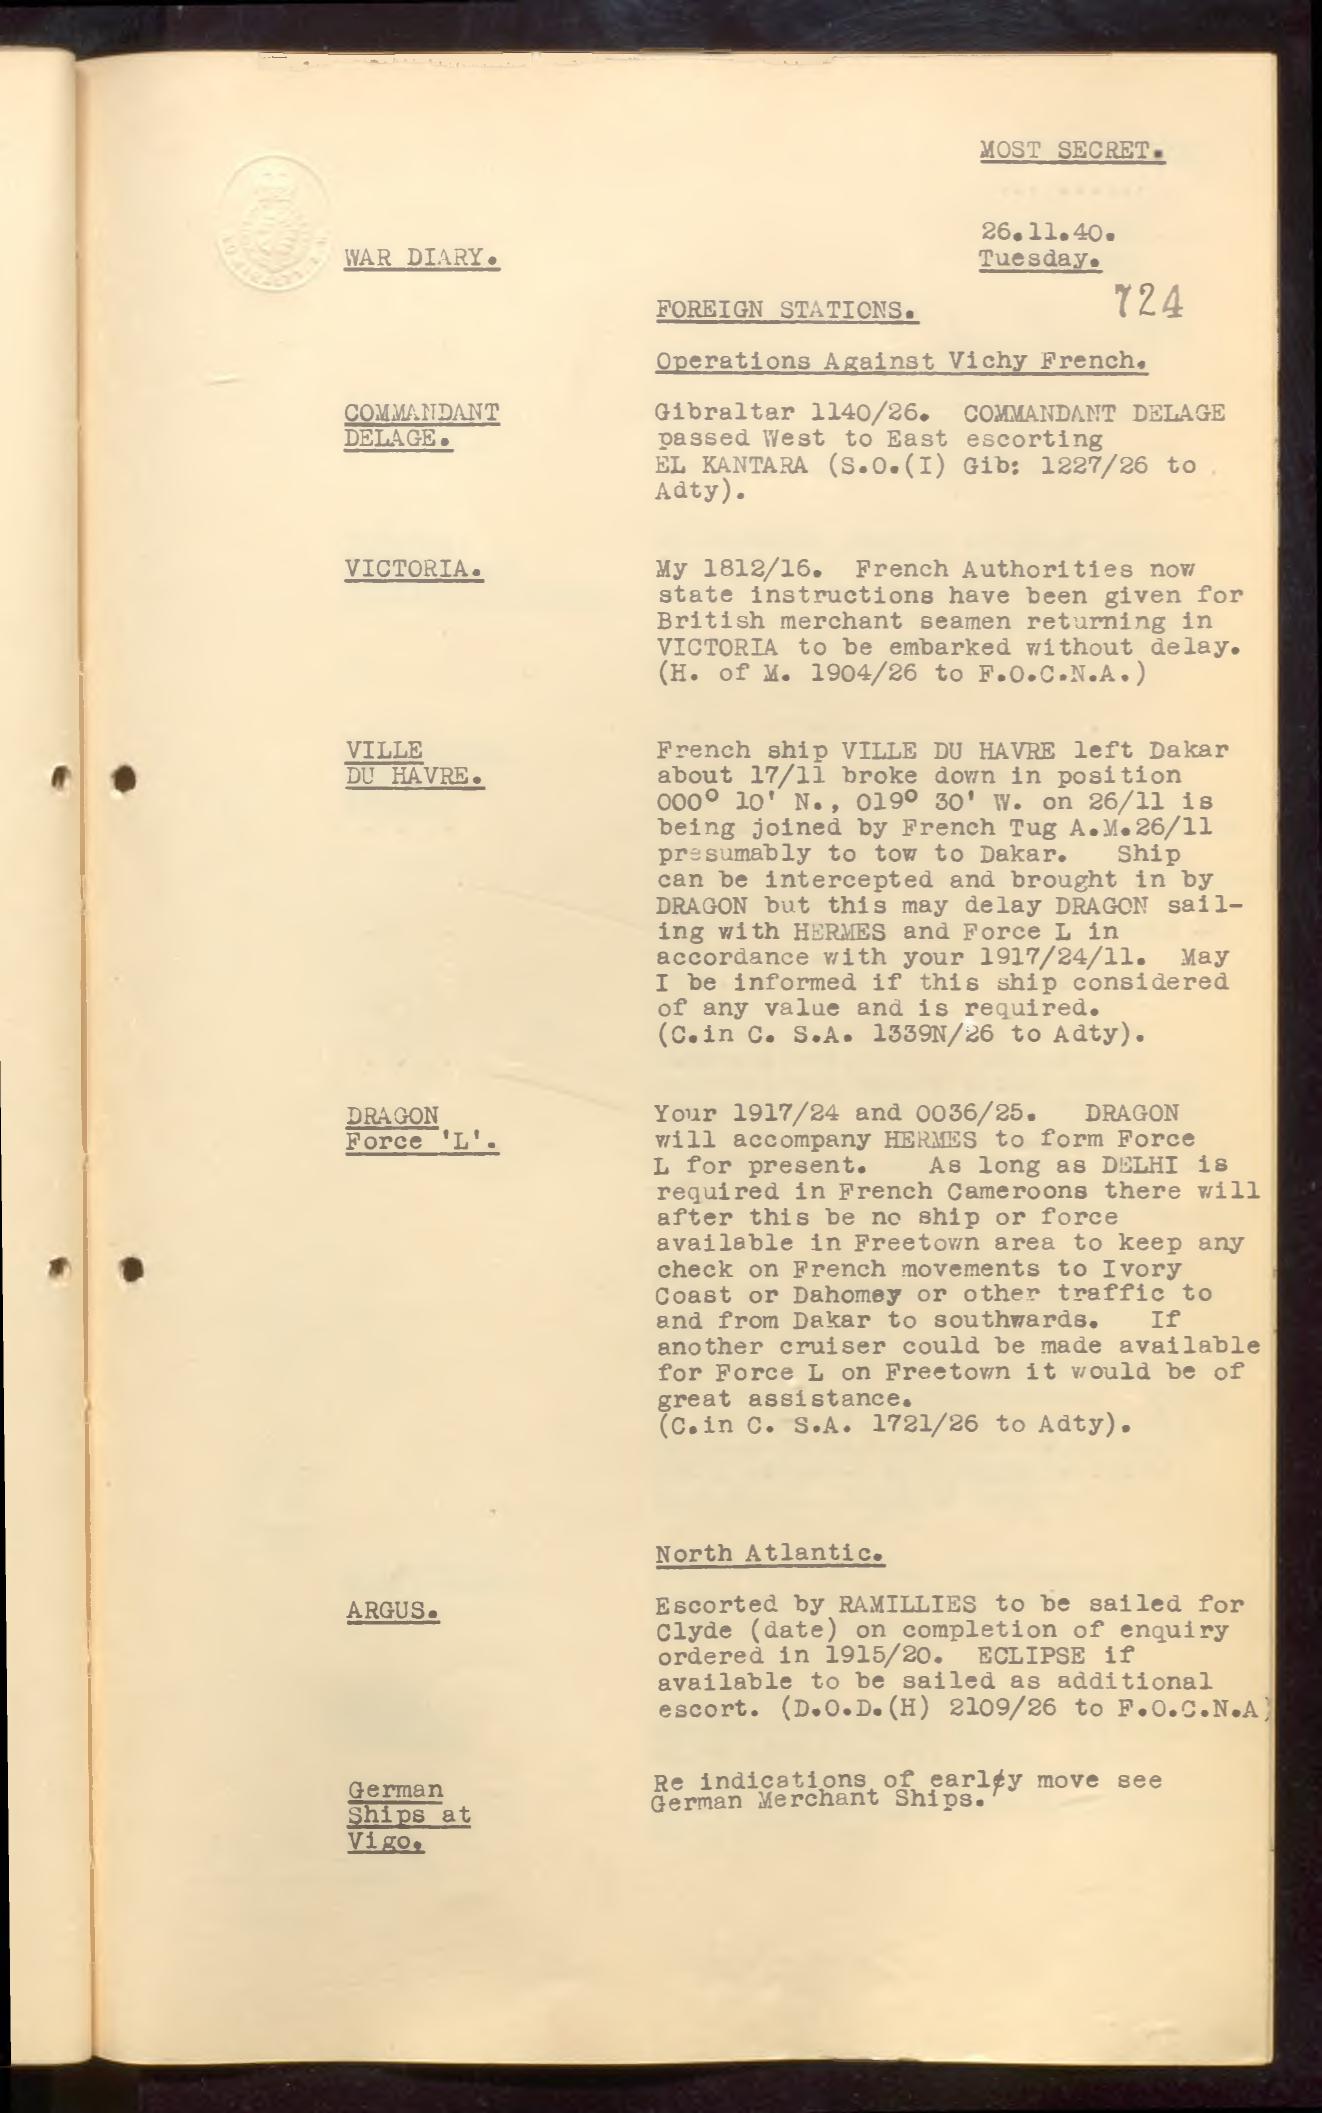 MOST SECRET.
26.11.40.
Tuesday.
WAR DIARY.
724
FOREIGN STATIONS.
Operations Against Vichy French.
COMMANDANT
DELAGE.
Gibraltar 1140/26. COMMANDANT DELAGE
passed West to East escorting
EL KANTARA (S.O.(I) Gib: 1227/26 to
Adty).
VICTORIA.
My 1812/16. French Authorities now
state instructions have been given for
British merchant seamen returning in
VICTORIA to be embarked without delay.
(H. of M. 1904/26 to F.O.C.N.A.)
VILLE
DU HAVRE.
French ship VILLE DU HAVRE left Dakar
about 17/11 broke down in position
000° 10' N., 019° 30' W. on 26/11 is
being joined by French Tug A.M.26/11
presumably to tow to Dakar. Ship
can be intercepted and brought in by
DRAGON but this may delay DRAGON sail-
ing with HERMES and Force L in
accordance with your 1917/24/11. May
I be informed if this ship considered
of any value and is required.
(C.in C. S.A. 1339N/26 to Adty).
DRAGON
Force 'L'.
Your 1917/24 and 0036/25. DRAGON
will accompany HERMES to form Force
L for present. As long as DELHI is
required in French Cameroons there will
after this be no ship or force
available in Freetown area to keep any
check on French movements to Ivory
Coast or Dahomey or other traffic to
and from Dakar to southwards. If
another cruiser could be made available
for Force L on Freetown it would be of
great assistance.
(C.in C. S.A. 1721/26 to Adty).
North Atlantic.
ARGUS.
Escorted by RAMILLIES to be sailed for
Clyde (date) on completion of enquiry
ordered in 1915/20. ECLIPSE if
available to be sailed as additional
escort. (D.O.D.(H) 2109/26 to F.O.C.N.A)
German
Ships at
Vigo.
Re indications of early move see
German Merchant Ships.